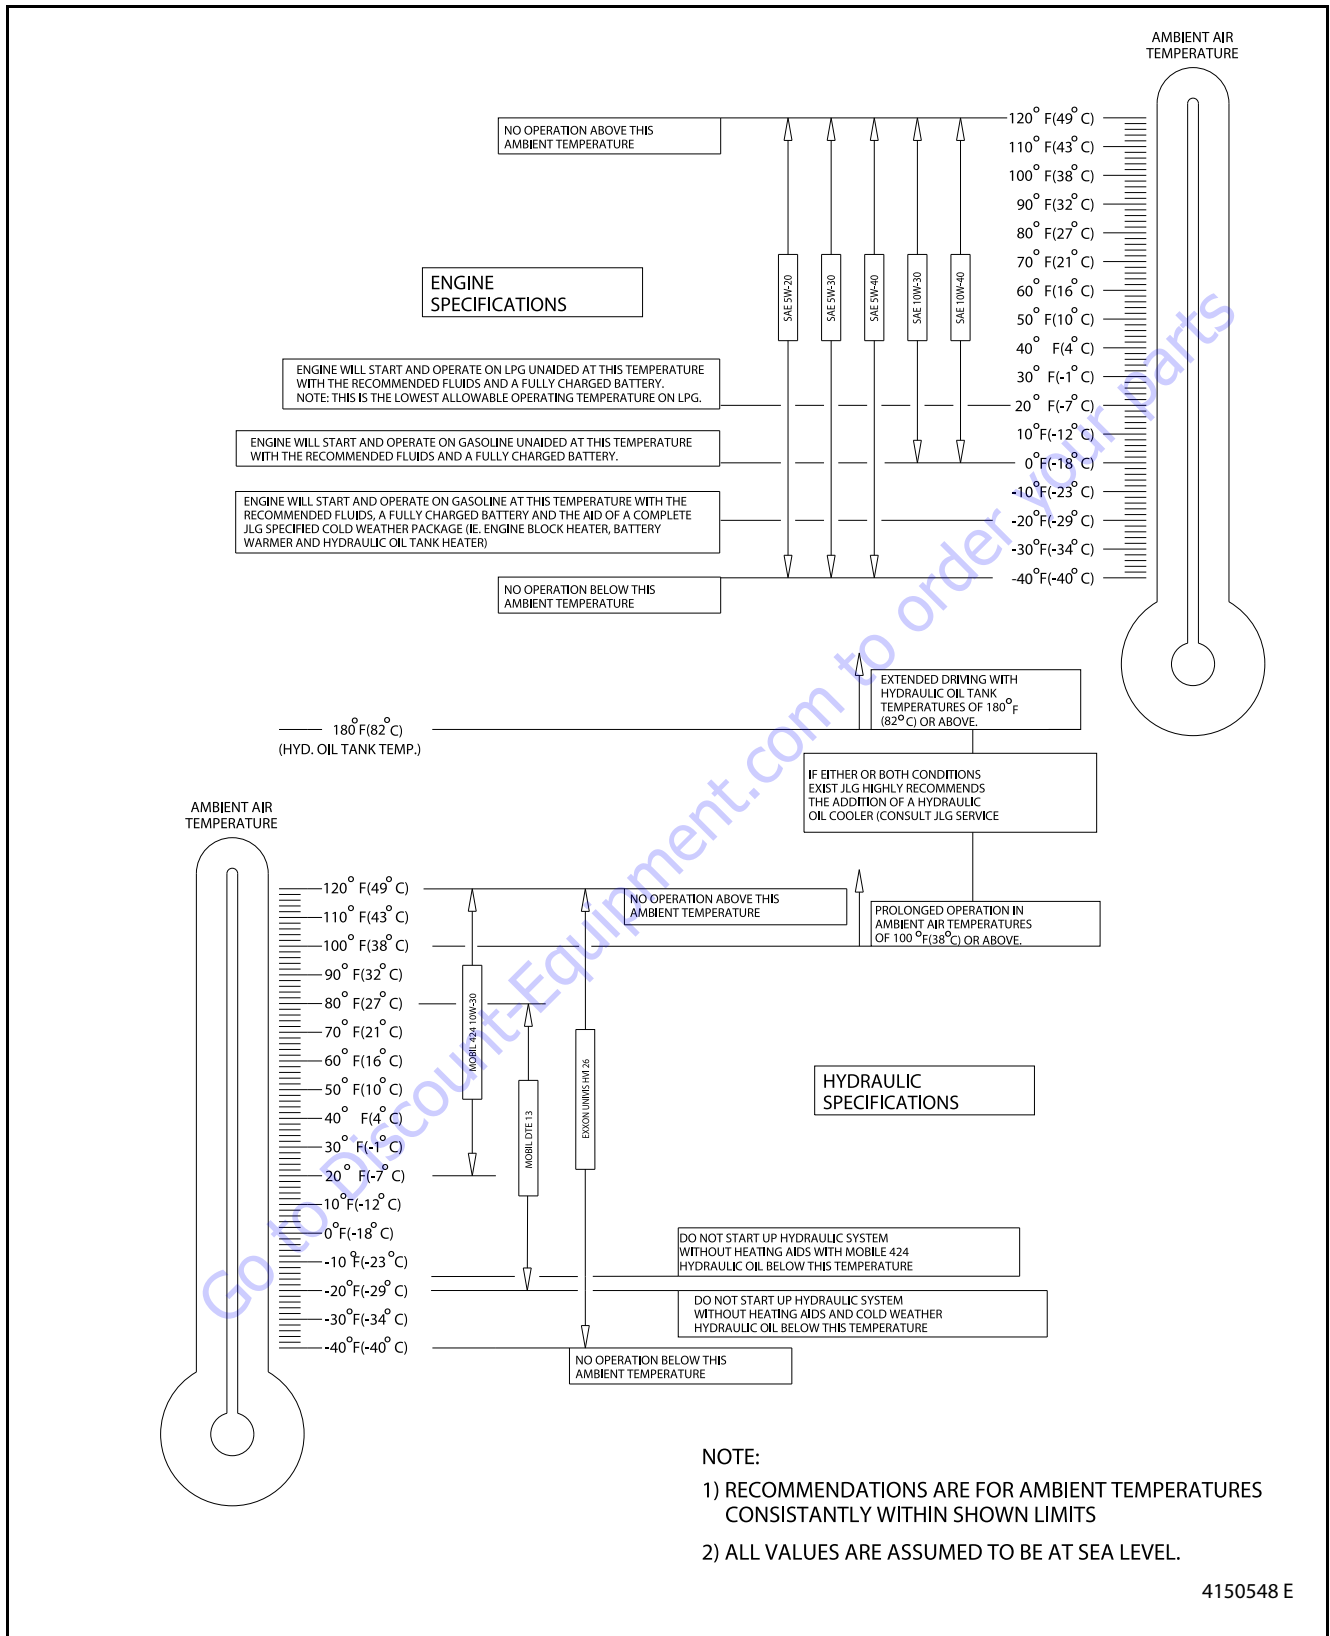 AMBIENT AIR
TEMPERATURE
NO OPERATION ABOVE THIS
AMBIENT TEMPERATURE
120° F(49° C)
110° F(43° C)
100° F(38° C)
90° F(32° C)
80° F(27° C)
70° F(21° C)
60° F(16° C)
50° F(10° C)
40° F(4° C)
30° F(-1° C)
20° F(-7° C)
10°F(-12° C)
0°F(-18° C)
-10°F(-23° C)
-20°F(-29° C)
-30°F(-34° C)
-40°F(-40° C)
ENGINE
SPECIFICATIONS
SAE 5W-20
SAE 5W-30
SAE 5W-40
SAE 10W-30
SAE 10W-40
ENGINE WILL START AND OPERATE ON LPG UNAIDED AT THIS TEMPERATURE
WITH THE RECOMMENDED FLUIDS AND A FULLY CHARGED BATTERY.
NOTE: THIS IS THE LOWEST ALLOWABLE OPERATING TEMPERATURE ON LPG.
ENGINE WILL START AND OPERATE ON GASOLINE UNAIDED AT THIS TEMPERATURE
WITH THE RECOMMENDED FLUIDS AND A FULLY CHARGED BATTERY.
ENGINE WILL START AND OPERATE ON GASOLINE AT THIS TEMPERATURE WITH THE
RECOMMENDED FLUIDS, A FULLY CHARGED BATTERY AND THE AID OF A COMPLETE
JLG SPECIFIED COLD WEATHER PACKAGE (IE. ENGINE BLOCK HEATER, BATTERY
WARMER AND HYDRAULIC OIL TANK HEATER)
NO OPERATION BELOW THIS
AMBIENT TEMPERATURE
EXTENDED DRIVING WITH
HYDRAULIC OIL TANK
TEMPERATURES OF 180°F
(82°C) OR ABOVE.
180°F(82°C)
(HYD. OIL TANK TEMP.)
IF EITHER OR BOTH CONDITIONS
EXIST JLG HIGHLY RECOMMENDS
THE ADDITION OF A HYDRAULIC
OIL COOLER (CONSULT JLG SERVICE
AMBIENT AIR
TEMPERATURE
120° F(49° C)
110° F(43° C)
100° F(38° C)
90° F(32° C)
80° F(27° C)
70° F(21° C)
60° F(16° C)
50° F(10° C)
40° F(4° C)
30° F(-1° C)
20° F(-7° C)
10°F(-12° C)
0°F(-18° C)
-10 °F(-23 °C)
-20°F(-29° C)
-30°F(-34° C)
-40°F(-40° C)
NO OPERATION ABOVE THIS
AMBIENT TEMPERATURE
PROLONGED OPERATION IN
AMBIENT AIR TEMPERATURES
OF 100 °F(38°C) OR ABOVE.
MOBIL 424 10W-30
MOBIL DTE 13
EXXON UNIVIS HVI 26
HYDRAULIC
SPECIFICATIONS
DO NOT START UP HYDRAULIC SYSTEM
WITHOUT HEATING AIDS WITH MOBILE 424
HYDRAULIC OIL BELOW THIS TEMPERATURE
DO NOT START UP HYDRAULIC SYSTEM
WITHOUT HEATING AIDS AND COLD WEATHER
HYDRAULIC OIL BELOW THIS TEMPERATURE
NO OPERATION BELOW THIS
AMBIENT TEMPERATURE
NOTE:
1) RECOMMENDATIONS ARE FOR AMBIENT TEMPERATURES
CONSISTANTLY WITHIN SHOWN LIMITS
2) ALL VALUES ARE ASSUMED TO BE AT SEA LEVEL.
4150548 E
Go to Discount-Equipment.com to order your parts